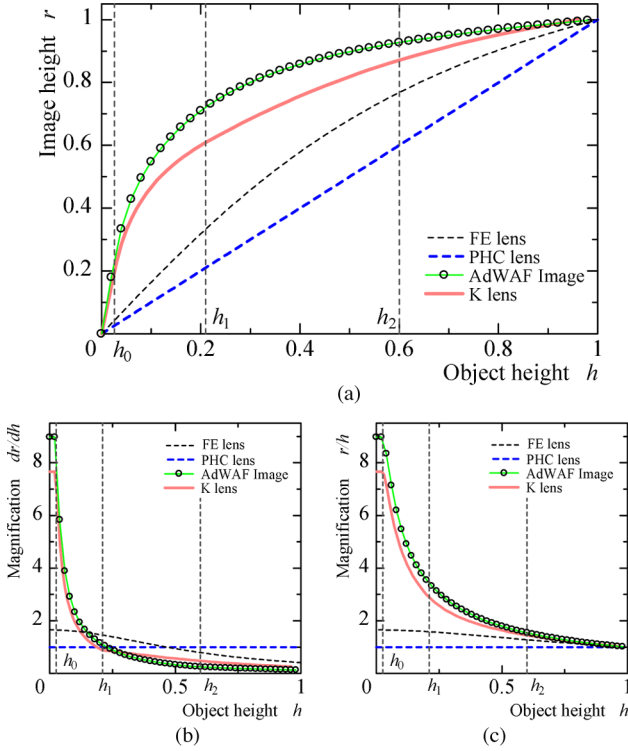 Image height r
1.0
0.8
0.6
0.4
0.2
0
h0
h1
h2
0
0.2
0.4
0.6
0.8
1
Object height h
FE lens
PHC lens
AdWAF Image
K lens
(a)
Magnification dr/dh
8
6
4
2
h0
h1
h2
0
0.5
1
Object height h
FE lens
PHC lens
AdWAF Image
K lens
(b)
Magnification r/h
8
6
4
2
h0
h1
h2
0
0.5
1
Object height h
FE lens
PHC lens
AdWAF Image
K lens
(c)